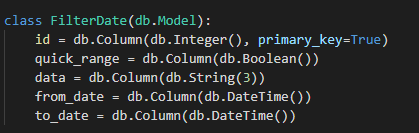 class FilterDate(db.Model):
    id = db.Column(db.Integer(), primary_key=True)
    quick_range = db.Column(db.Boolean())
    data = db.Column(db.String(3))
    from_date = db.Column(db.DateTime())
    to_date = db.Column(db.DateTime())